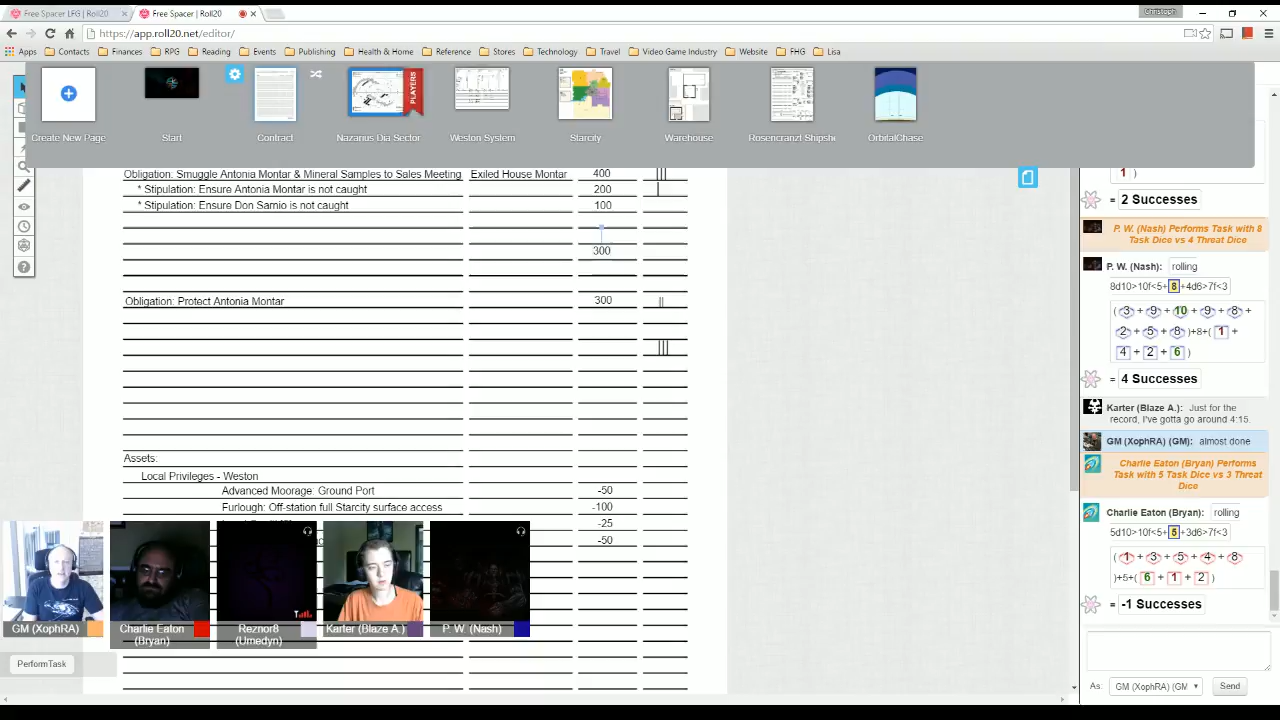 Free Spacer LFG | Roll20
Free Spacer | Roll20
Christoph
https://app.roll20.net/editor/
Apps
Contacts
Finances
RPG
Reading
Events
Publishing
Health & Home
Reference
Stores
Technology
Travel
Video Game Industry
Website
FHG
Lisa
PLAYERS
Create New Page
Start
Contract
Nazarius Dia Sector
Weston System
Starcity
Warehouse
Rosencranzt Shipshe
OrbitalChase
Obligation: Smuggle Antonia Montar & Mineral Samples to Sales Meeting Exiled House Montar 400 |||
* Stipulation: Ensure Antonia Montar is not caught 200 |
* Stipulation: Ensure Don Sarnio is not caught 100
300
Obligation: Protect Antonia Montar 300 ||
|||
Assets:
Local Privileges - Weston
Advanced Moorage: Ground Port -50
Furlough: Off-station full Starcity surface access -100
-25
-50
GM (XophRA)
Charlie Eaton (Bryan)
Reznor8 (Umedyn)
Karter (Blaze A.)
P. W. (Nash)
PerformTask
1 )
= 2 Successes
P. W. (Nash) Performs Task with 8
Task Dice vs 4 Threat Dice
P. W. (Nash): rolling
8d10>10f<5+8+4d6>7f<3
( 3 + 9 + 10 + 9 + 8 +
2 + 5 + 8 )+8+( 1 +
4 + 2 + 6 )
= 4 Successes
Karter (Blaze A.): Just for the
record, I've gotta go around 4:15.
GM (XophRA) (GM): almost done
Charlie Eaton (Bryan) Performs
Task with 5 Task Dice vs 3 Threat
Dice
Charlie Eaton (Bryan): rolling
5d10>10f<5+5+3d6>7f<3
( 1 + 3 + 5 + 4 + 8
)+5+( 6 + 1 + 2 )
= -1 Successes
As: GM (XophRA) (GM Send